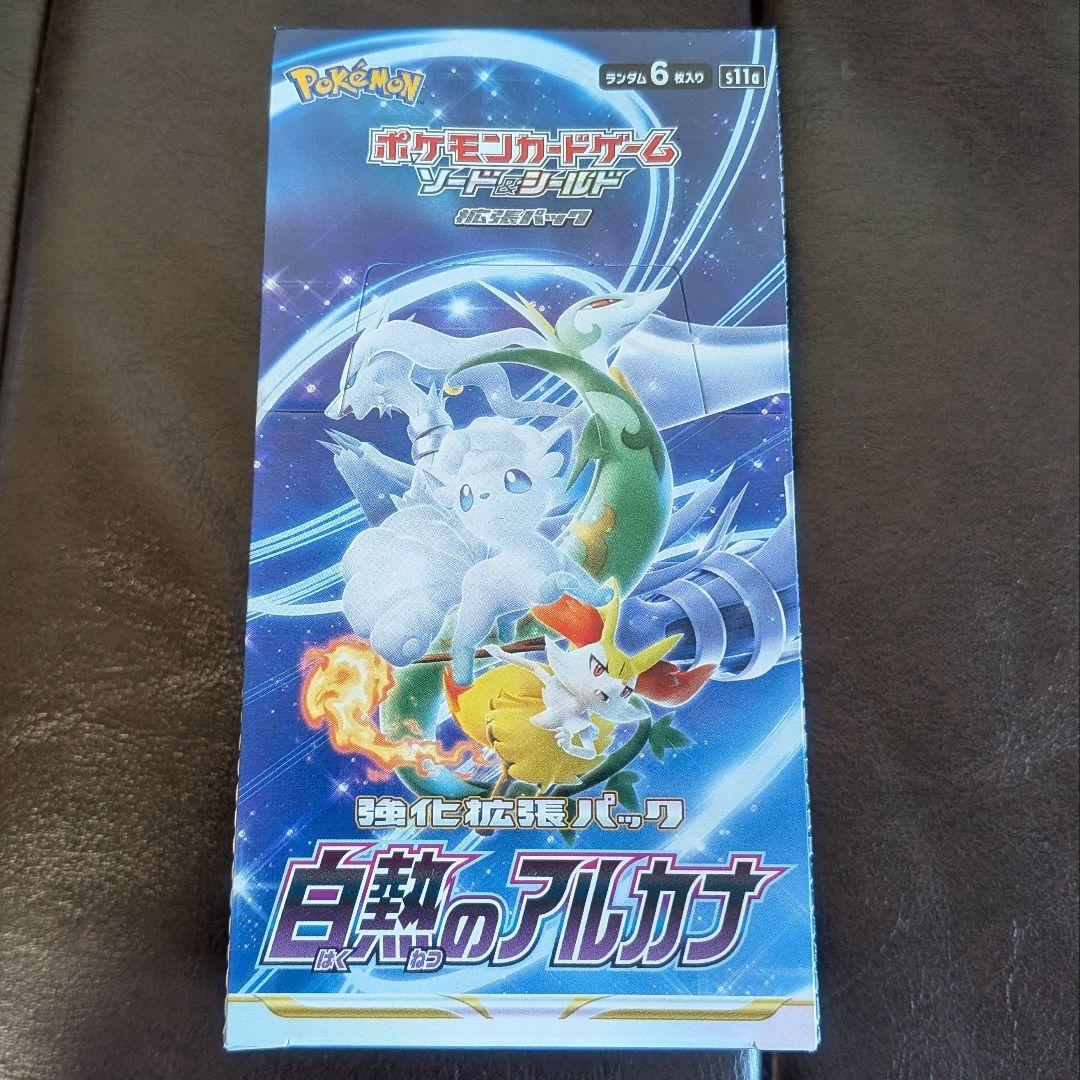 POKÉMON
ランダム6枚入り s11a
ポケモンカードゲーム
ソード&シールド
拡張パック
強化拡張パック
白熱のアルカナ
はく ねつ